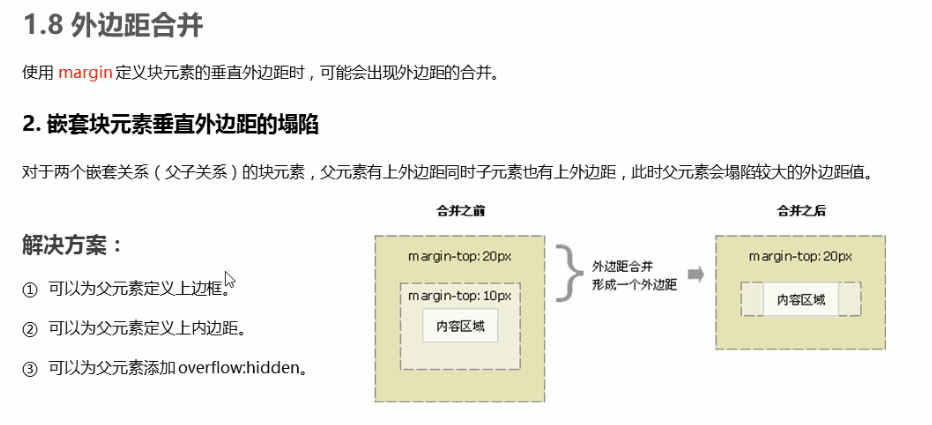 1.8 外边距合并
使用 margin 定义块元素的垂直外边距时，可能会出现外边距的合并。
2. 嵌套块元素垂直外边距的塌陷
对于两个嵌套关系（父子关系）的块元素，父元素有上外边距同时子元素也有上外边距，此时父元素会塌陷较大的外边距值。
解决方案：
① 可以为父元素定义上边框。
② 可以为父元素定义上内边距。
③ 可以为父元素添加overflow:hidden。
合并之前
margin-top: 20px
margin-top: 10px
内容区域
外边距合并
形成一个外边距
合并之后
margin-top: 20px
内容区域